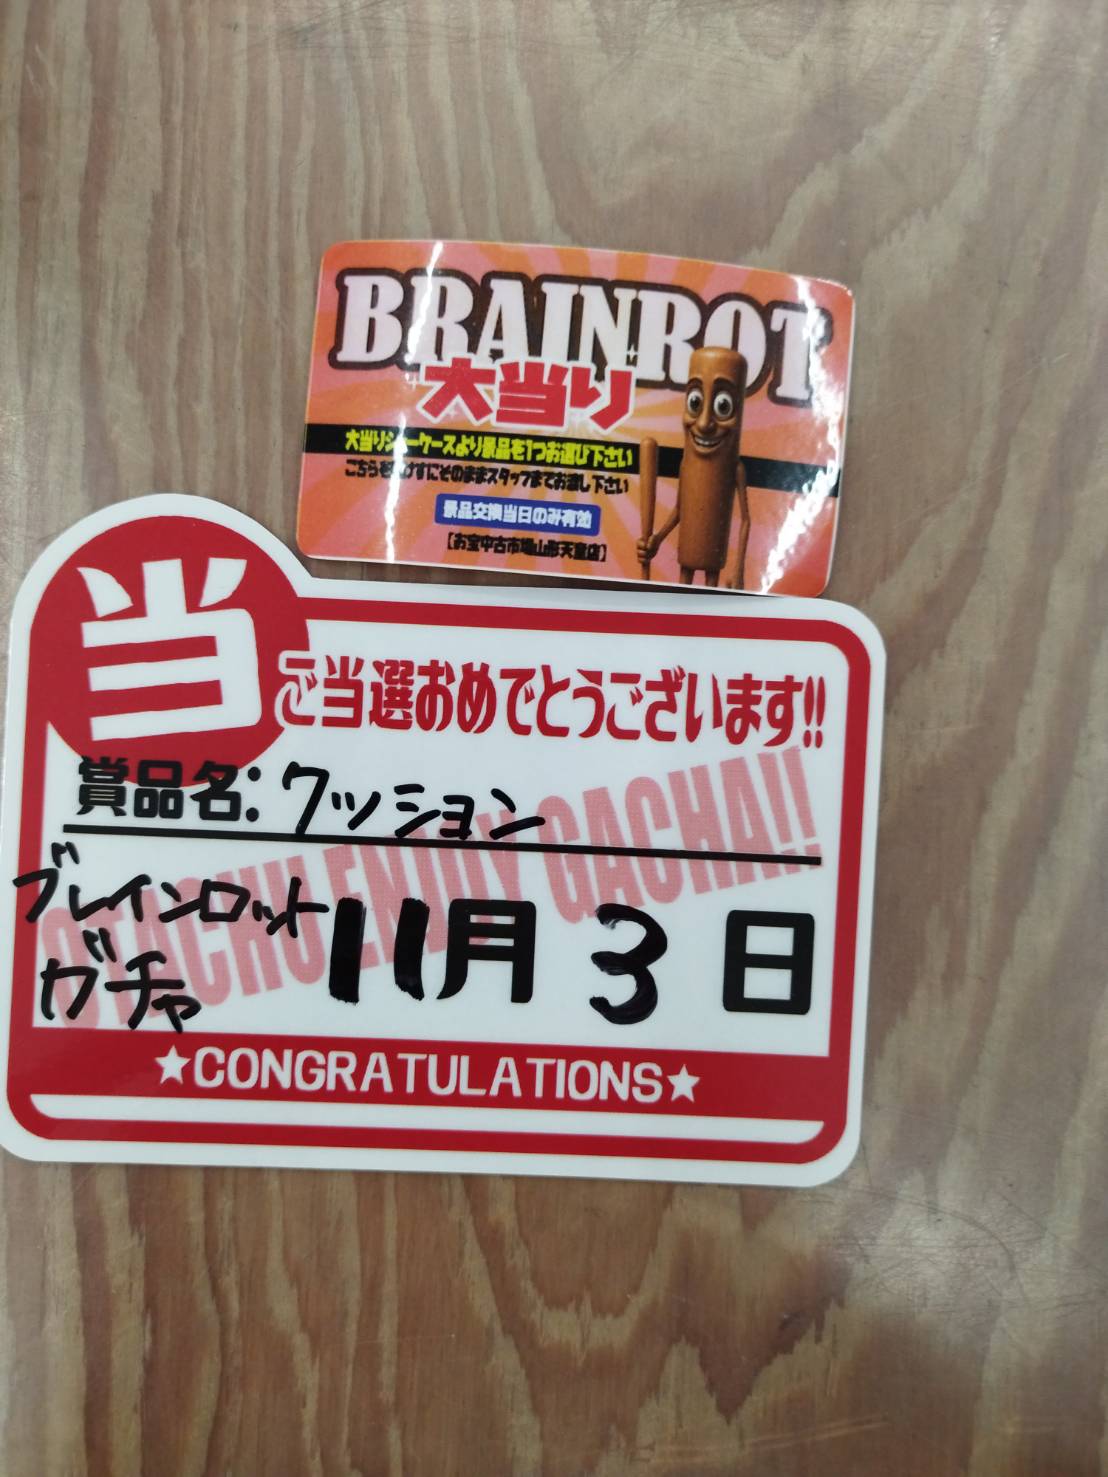 BRAINROT
大当り
大当りショーケースより景品を1つお選び下さい
こちらを開けずにそのままスタッフまでお渡し下さい
景品交換当日のみ有効
【お宝中古市場山形天童店】
当
ご当選おめでとうございます!!
賞品名:クッション
ENJOY GACHA!!
ブレインロット
ガチャ
11月3日
★CONGRATULATIONS★